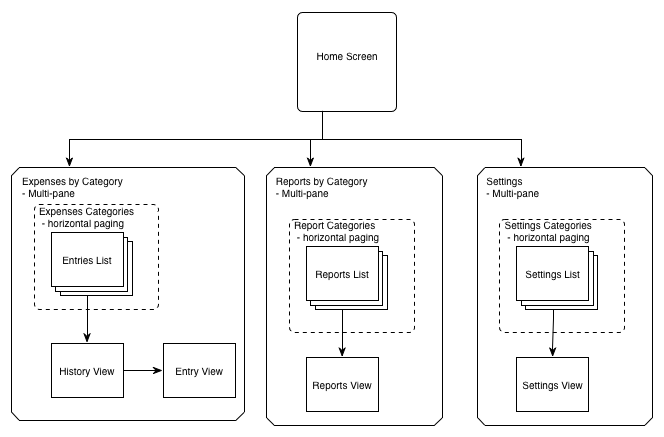 Home Screen
Expenses by Category
- Multi-pane
Expenses Categories
- horizontal paging
Entries List
History View
Entry View
Reports by Category
- Multi-pane
Report Categories
- horizontal paging
Reports List
Reports View
Settings
- Multi-pane
Settings Categories
- horizontal paging
Settings List
Settings View